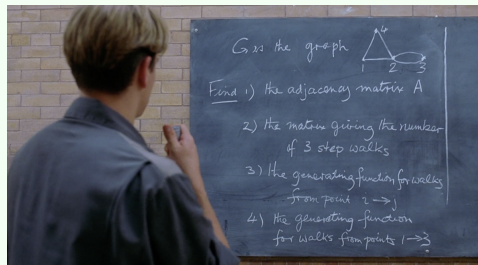 G is the graph
4
1 2 3
Find 1) the adjacency matrix A
2) the matrix giving the number
of 3 step walks
3) the generating function for walks
from point i → j
4) the generating function
for walks from points 1 → 3